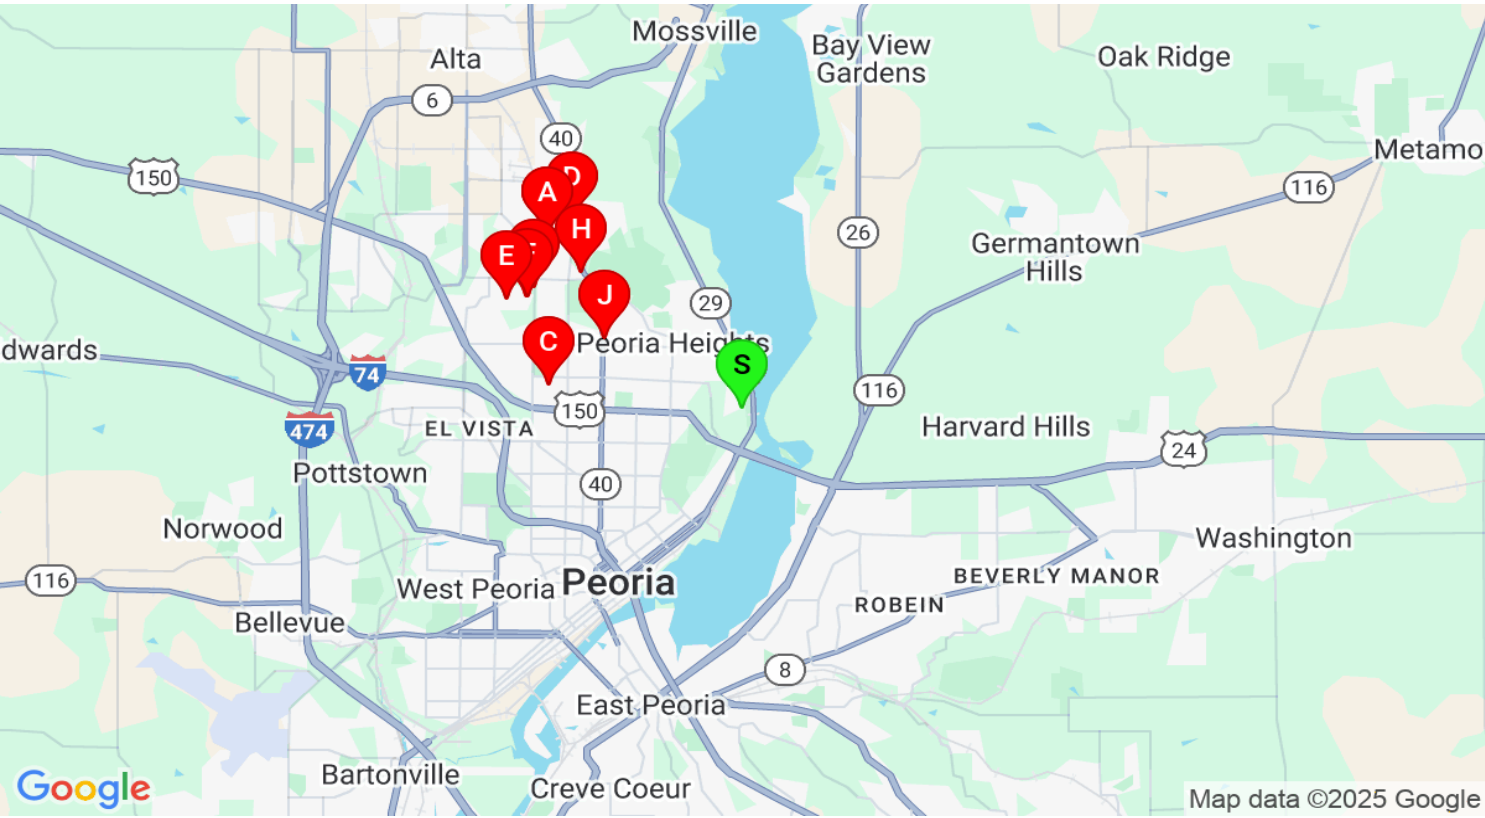 Mossville
Bay View
Gardens
Oak Ridge
Alta
6
40
Metamo
150
D
A
116
H
26
Germantown
Hills
E
29
J
C
Peoria Heights
dwards
S
74
116
150
474
EL VISTA
Harvard Hills
24
Pottstown
40
Norwood
Washington
116
West Peoria
Peoria
BEVERLY MANOR
ROBEIN
Bellevue
8
East Peoria
Bartonville
Creve Coeur
Google
Map data ©2025 Google